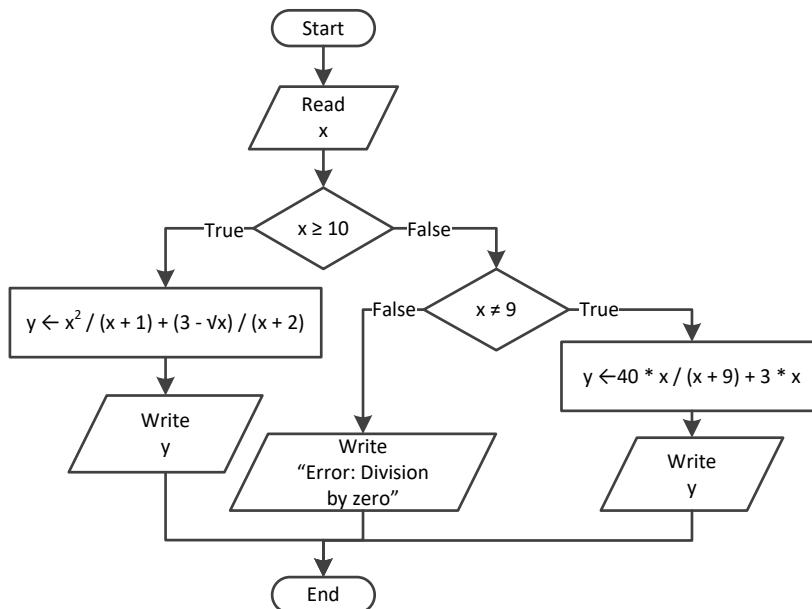 Start
Read
x
x ≥ 10
True
False
x ≠ 9
False
True
y ← x² / (x + 1) + (3 - √x) / (x + 2)
y ←40 * x / (x + 9) + 3 * x
Write
y
Write
“Error: Division
by zero”
Write
y
End